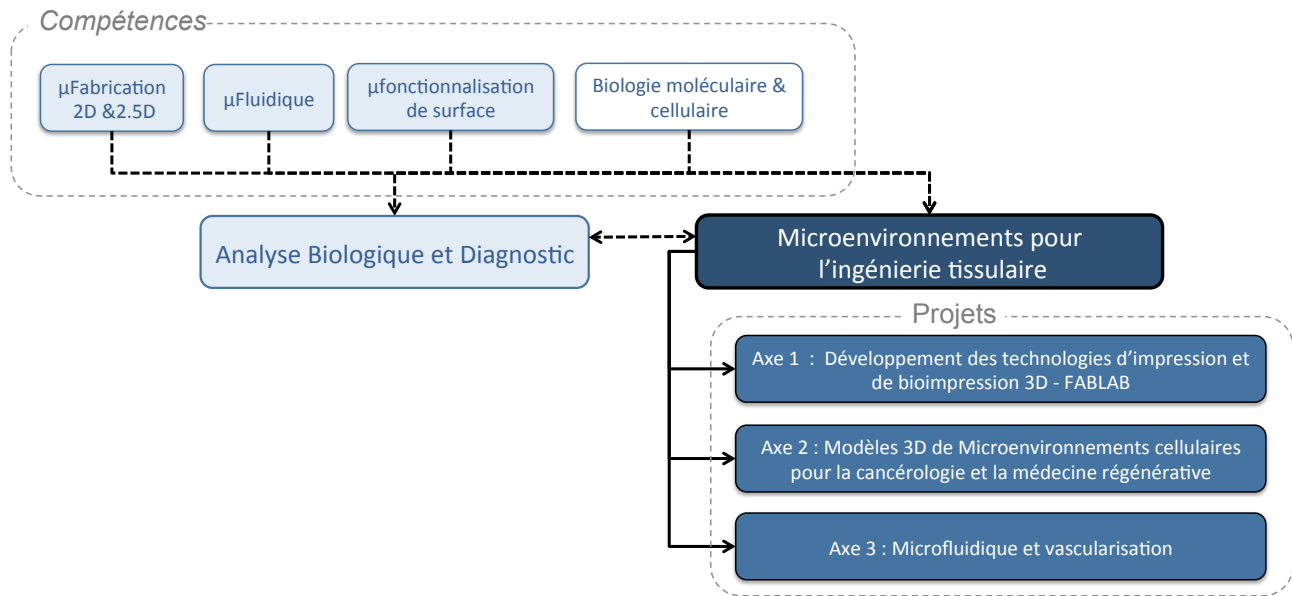 Compétences
µFabrication
2D &2.5D
µFluidique
µfonctionnalisation
de surface
Biologie moléculaire &
cellulaire
Analyse Biologique et Diagnostic
Microenvironnements pour
l’ingénierie tissulaire
Projets
Axe 1 : Développement des technologies d’impression et
de bioimpression 3D - FABLAB
Axe 2 : Modèles 3D de Microenvironnements cellulaires
pour la cancérologie et la médecine régénérative
Axe 3 : Microfluidique et vascularisation